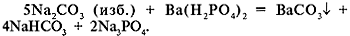 5Na₂CO₃ (изб.) + Ba(H₂PO₄)₂ = BaCO₃↓ +
4NaHCO₃ + 2Na₃PO₄.